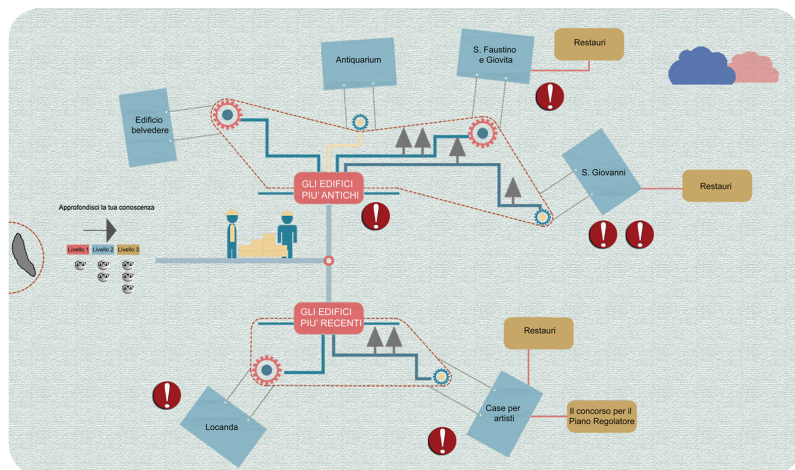 Restauri
S. Faustino
e Giovita
Antiquarium
Edificio
belvedere
S. Giovanni
Restauri
GLI EDIFICI
PIU' ANTICHI
Approfondisci la tua conoscenza
Livello 1
Livello 2
Livello 3
GLI EDIFICI
PIU' RECENTI
Restauri
Locanda
Case per
artisti
Il concorso per il
Piano Regolatore